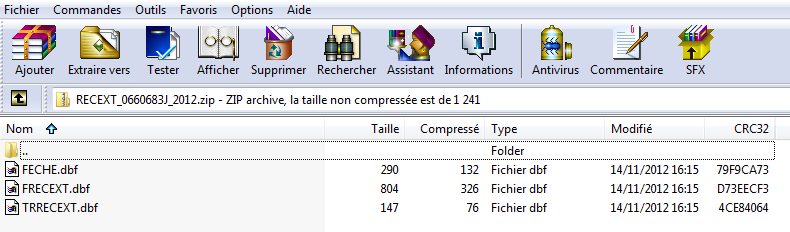 Fichier Commandes Outils Favoris Options Aide
Ajouter Extraire vers Tester Afficher Supprimer Rechercher Assistant Informations Antivirus Commentaire SFX
RECEXT_0660683J_2012.zip - ZIP archive, la taille non compressée est de 1 241
Nom Taille Compressé Type Modifié CRC32
.. Folder
FECHE.dbf 290 132 Fichier dbf 14/11/2012 16:15 79F9CA73
FRECEXT.dbf 804 326 Fichier dbf 14/11/2012 16:15 D73EECF3
TRRECEXT.dbf 147 76 Fichier dbf 14/11/2012 16:15 4CE84064